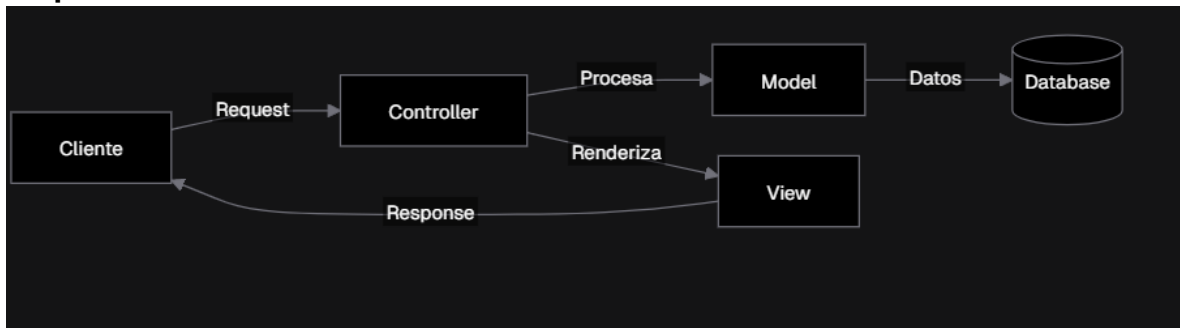 Cliente
Request
Controller
Procesa
Model
Datos
Database
Renderiza
View
Response